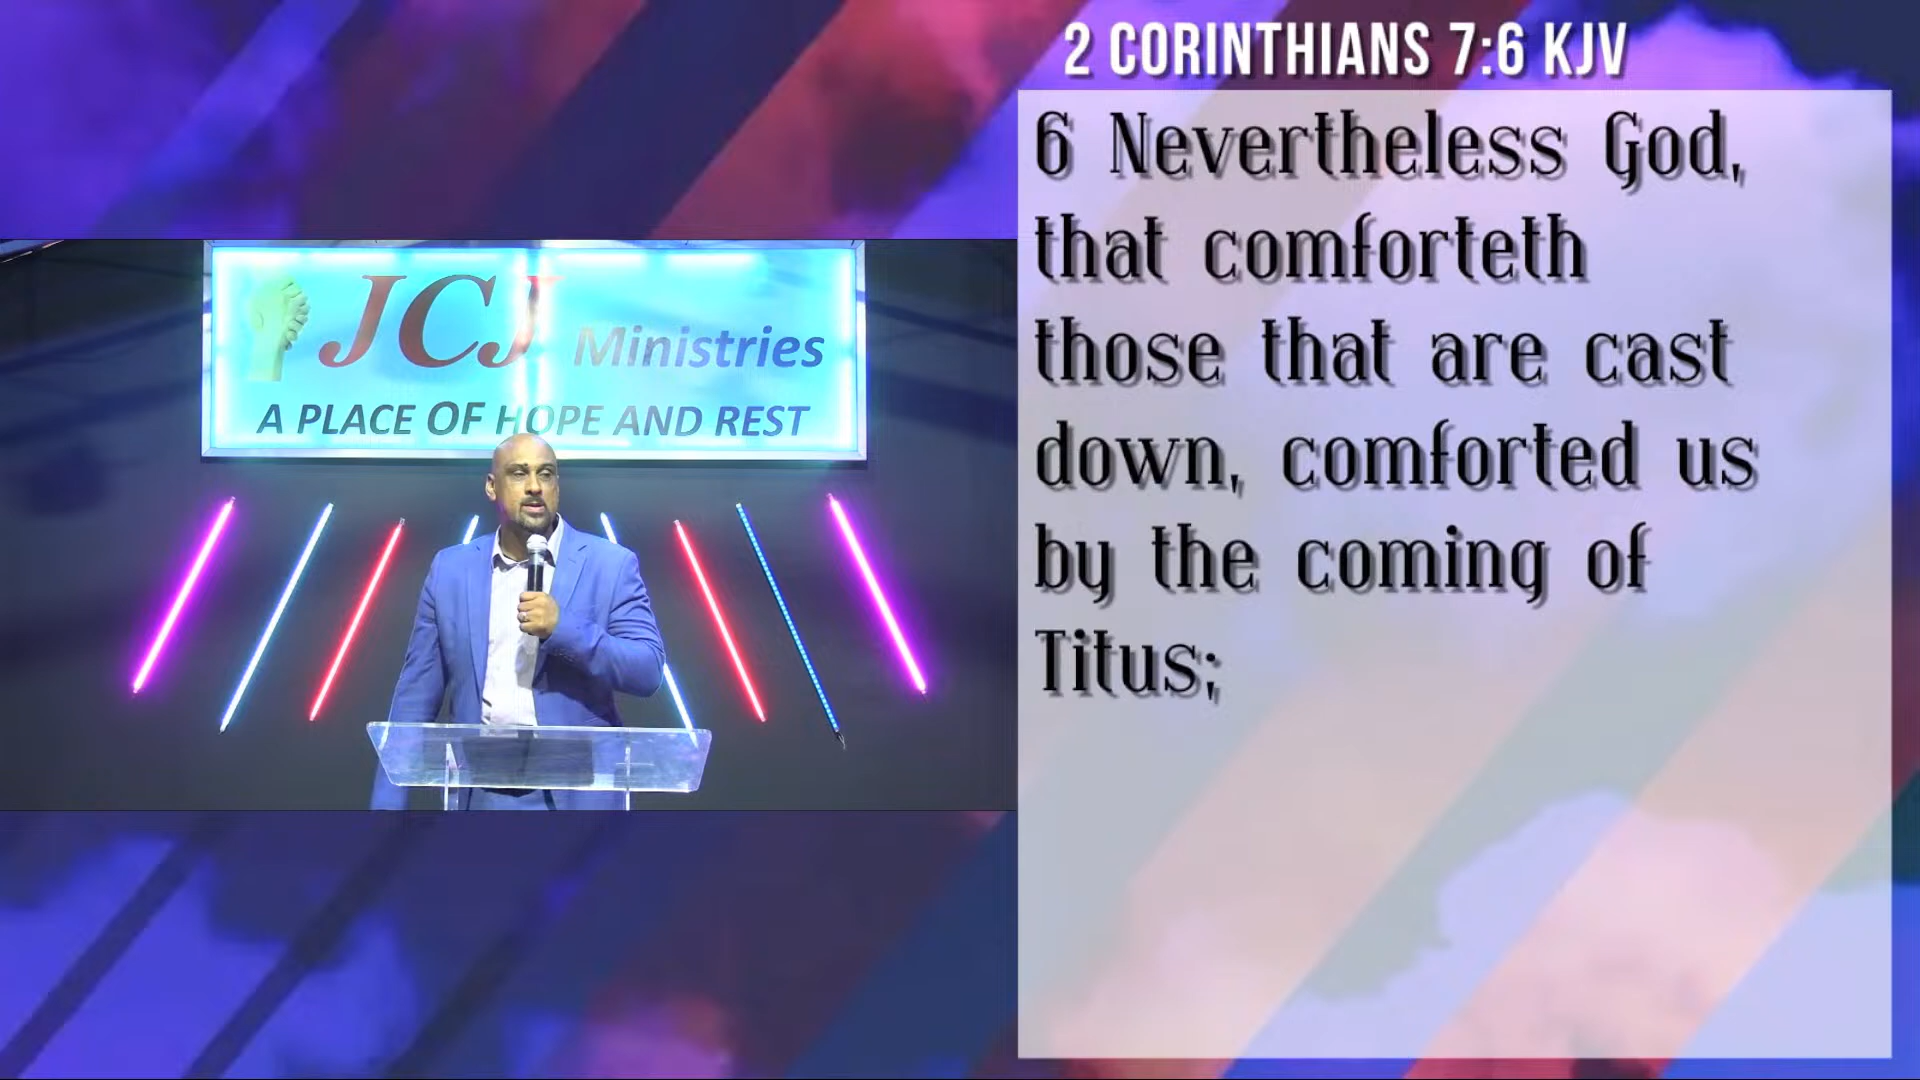 JCJ Ministries
A PLACE OF HOPE AND REST
2 CORINTHIANS 7:6 KJV
6 Nevertheless God,
that comforteth
those that are cast
down, comforted us
by the coming of
Titus;